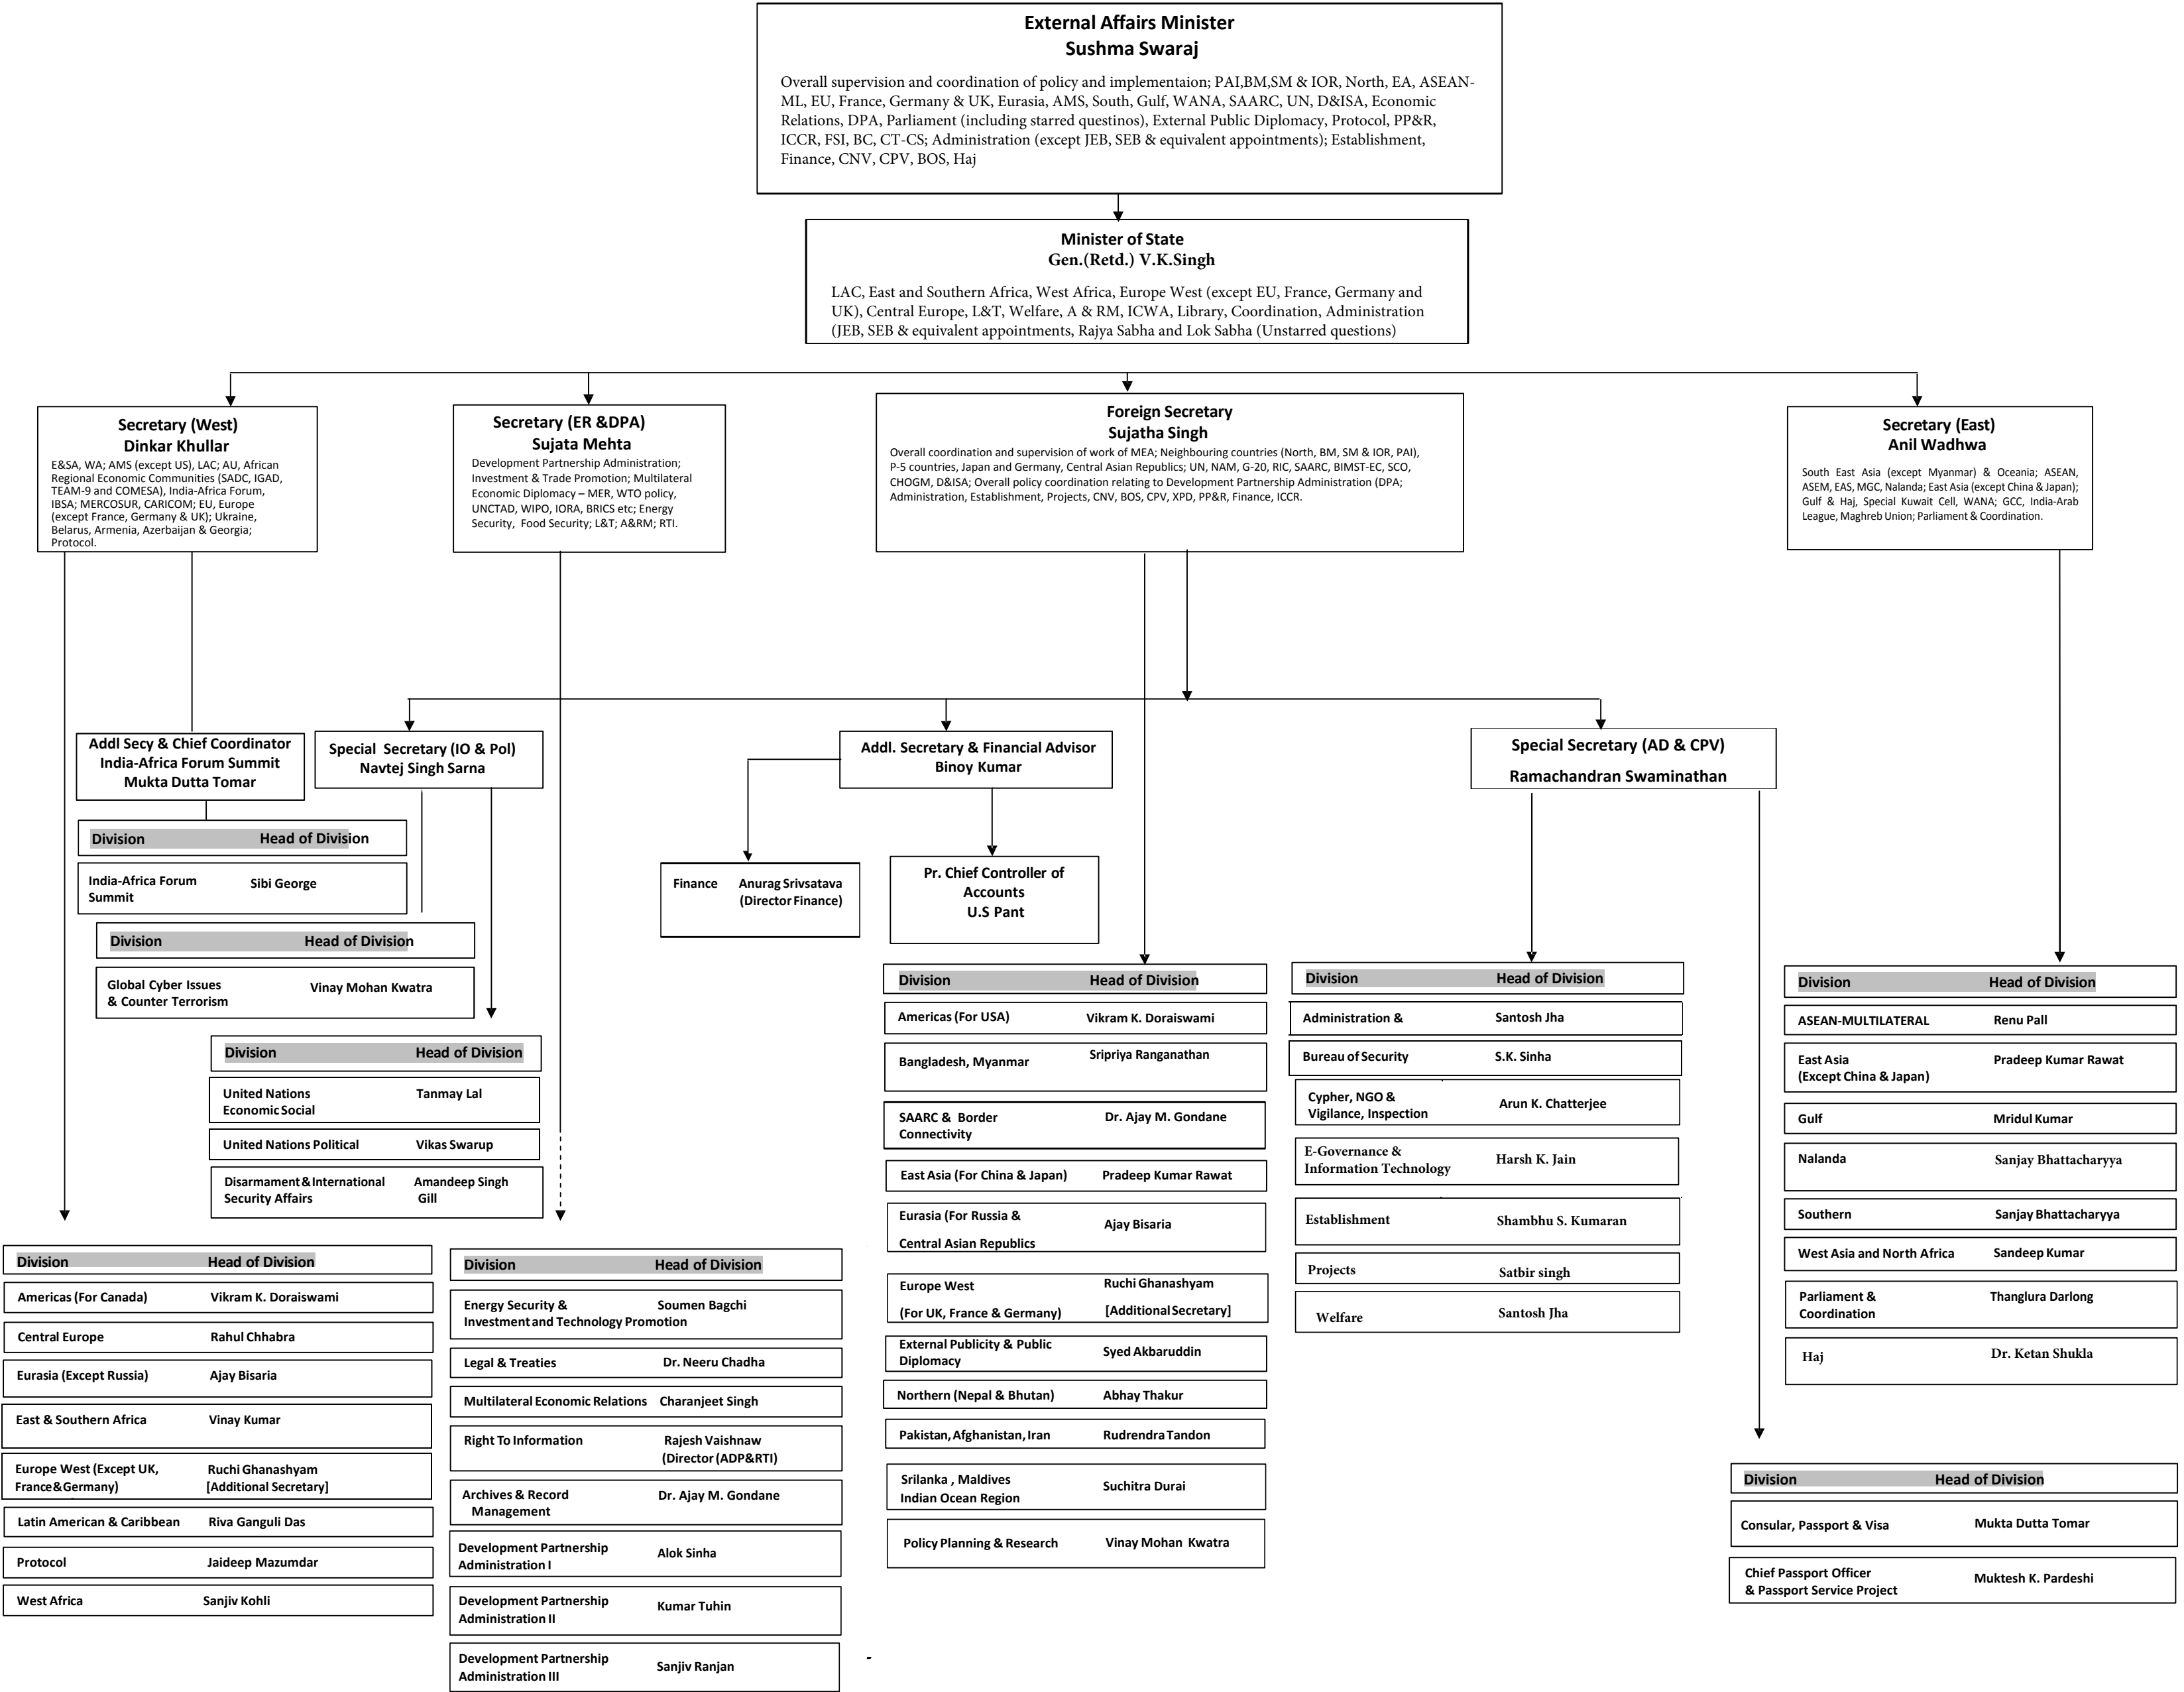 External Affairs Minister
Sushma Swaraj
Overall supervision and coordination of policy and implementaion; PAI,BM,SM & IOR, North, EA, ASEAN-
ML, EU, France, Germany & UK, Eurasia, AMS, South, Gulf, WANA, SAARC, UN, D&ISA, Economic
Relations, DPA, Parliament (including starred questinos), External Public Diplomacy, Protocol, PP&R,
ICCR, FSI, BC, CT-CS; Administration (except JEB, SEB & equivalent appointments); Establishment,
Finance, CNV, CPV, BOS, Haj
Minister of State
Gen.(Retd.) V.K.Singh
LAC, East and Southern Africa, West Africa, Europe West (except EU, France, Germany and
UK), Central Europe, L&T, Welfare, A & RM, ICWA, Library, Coordination, Administration
(JEB, SEB & equivalent appointments, Rajya Sabha and Lok Sabha (Unstarred questions)
Secretary (West)
Dinkar Khullar
E&SA, WA; AMS (except US), LAC; AU, African
Regional Economic Communities (SADC, IGAD,
TEAM-9 and COMESA), India-Africa Forum,
IBSA; MERCOSUR, CARICOM; EU, Europe
(except France, Germany & UK); Ukraine,
Belarus, Armenia, Azerbaijan & Georgia;
Protocol.
Secretary (ER &DPA)
Sujata Mehta
Development Partnership Administration;
Investment & Trade Promotion; Multilateral
Economic Diplomacy – MER, WTO policy,
UNCTAD, WIPO, IORA, BRICS etc; Energy
Security, Food Security; L&T; A&RM; RTI.
Foreign Secretary
Sujatha Singh
Overall coordination and supervision of work of MEA; Neighbouring countries (North, BM, SM & IOR, PAI),
P-5 countries, Japan and Germany, Central Asian Republics; UN, NAM, G-20, RIC, SAARC, BIMST-EC, SCO,
CHOGM, D&ISA; Overall policy coordination relating to Development Partnership Administration (DPA;
Administration, Establishment, Projects, CNV, BOS, CPV, XPD, PP&R, Finance, ICCR.
Secretary (East)
Anil Wadhwa
South East Asia (except Myanmar) & Oceania; ASEAN,
ASEM, EAS, MGC, Nalanda; East Asia (except China & Japan);
Gulf & Haj, Special Kuwait Cell, WANA; GCC, India-Arab
League, Maghreb Union; Parliament & Coordination.
Addl Secy & Chief Coordinator
India-Africa Forum Summit
Mukta Dutta Tomar
Special Secretary (IO & Pol)
Navtej Singh Sarna
Addl. Secretary & Financial Advisor
Binoy Kumar
Special Secretary (AD & CPV)
Ramachandran Swaminathan
Division Head of Division
India-Africa Forum Sibi George
Summit
Division Head of Division
Global Cyber Issues Vinay Mohan Kwatra
& Counter Terrorism
Division Head of Division
United Nations Tanmay Lal
Economic Social
United Nations Political Vikas Swarup
Disarmament & International Amandeep Singh
Security Affairs Gill
Finance Anurag Srivsatava
(Director Finance)
Pr. Chief Controller of
Accounts
U.S Pant
Division Head of Division
Americas (For Canada) Vikram K. Doraiswami
Central Europe Rahul Chhabra
Eurasia (Except Russia) Ajay Bisaria
East & Southern Africa Vinay Kumar
Europe West (Except UK, Ruchi Ghanashyam
France&Germany) [Additional Secretary]
Latin American & Caribbean Riva Ganguli Das
Protocol Jaideep Mazumdar
West Africa Sanjiv Kohli
Division Head of Division
Energy Security & Soumen Bagchi
Investment and Technology Promotion
Legal & Treaties Dr. Neeru Chadha
Multilateral Economic Relations Charanjeet Singh
Right To Information Rajesh Vaishnaw
(Director (ADP&RTI)
Archives & Record Dr. Ajay M. Gondane
Management
Development Partnership Alok Sinha
Administration I
Development Partnership Kumar Tuhin
Administration II
Development Partnership Sanjiv Ranjan
Administration III
Division Head of Division
Americas (For USA) Vikram K. Doraiswami
Bangladesh, Myanmar Sripriya Ranganathan
SAARC & Border Dr. Ajay M. Gondane
Connectivity
East Asia (For China & Japan) Pradeep Kumar Rawat
Eurasia (For Russia & Ajay Bisaria
Central Asian Republics
Europe West Ruchi Ghanashyam
(For UK, France & Germany) [Additional Secretary]
External Publicity & Public Syed Akbaruddin
Diplomacy
Northern (Nepal & Bhutan) Abhay Thakur
Pakistan, Afghanistan, Iran Rudrendra Tandon
Srilanka , Maldives Suchitra Durai
Indian Ocean Region
Policy Planning & Research Vinay Mohan Kwatra
Division Head of Division
Administration & Santosh Jha
Bureau of Security S.K. Sinha
Cypher, NGO & Arun K. Chatterjee
Vigilance, Inspection
E-Governance & Harsh K. Jain
Information Technology
Establishment Shambhu S. Kumaran
Projects Satbir singh
Welfare Santosh Jha
Division Head of Division
ASEAN-MULTILATERAL Renu Pall
East Asia Pradeep Kumar Rawat
(Except China & Japan)
Gulf Mridul Kumar
Nalanda Sanjay Bhattacharyya
Southern Sanjay Bhattacharyya
West Asia and North Africa Sandeep Kumar
Parliament & Thanglura Darlong
Coordination
Haj Dr. Ketan Shukla
Division Head of Division
Consular, Passport & Visa Mukta Dutta Tomar
Chief Passport Officer Muktesh K. Pardeshi
& Passport Service Project